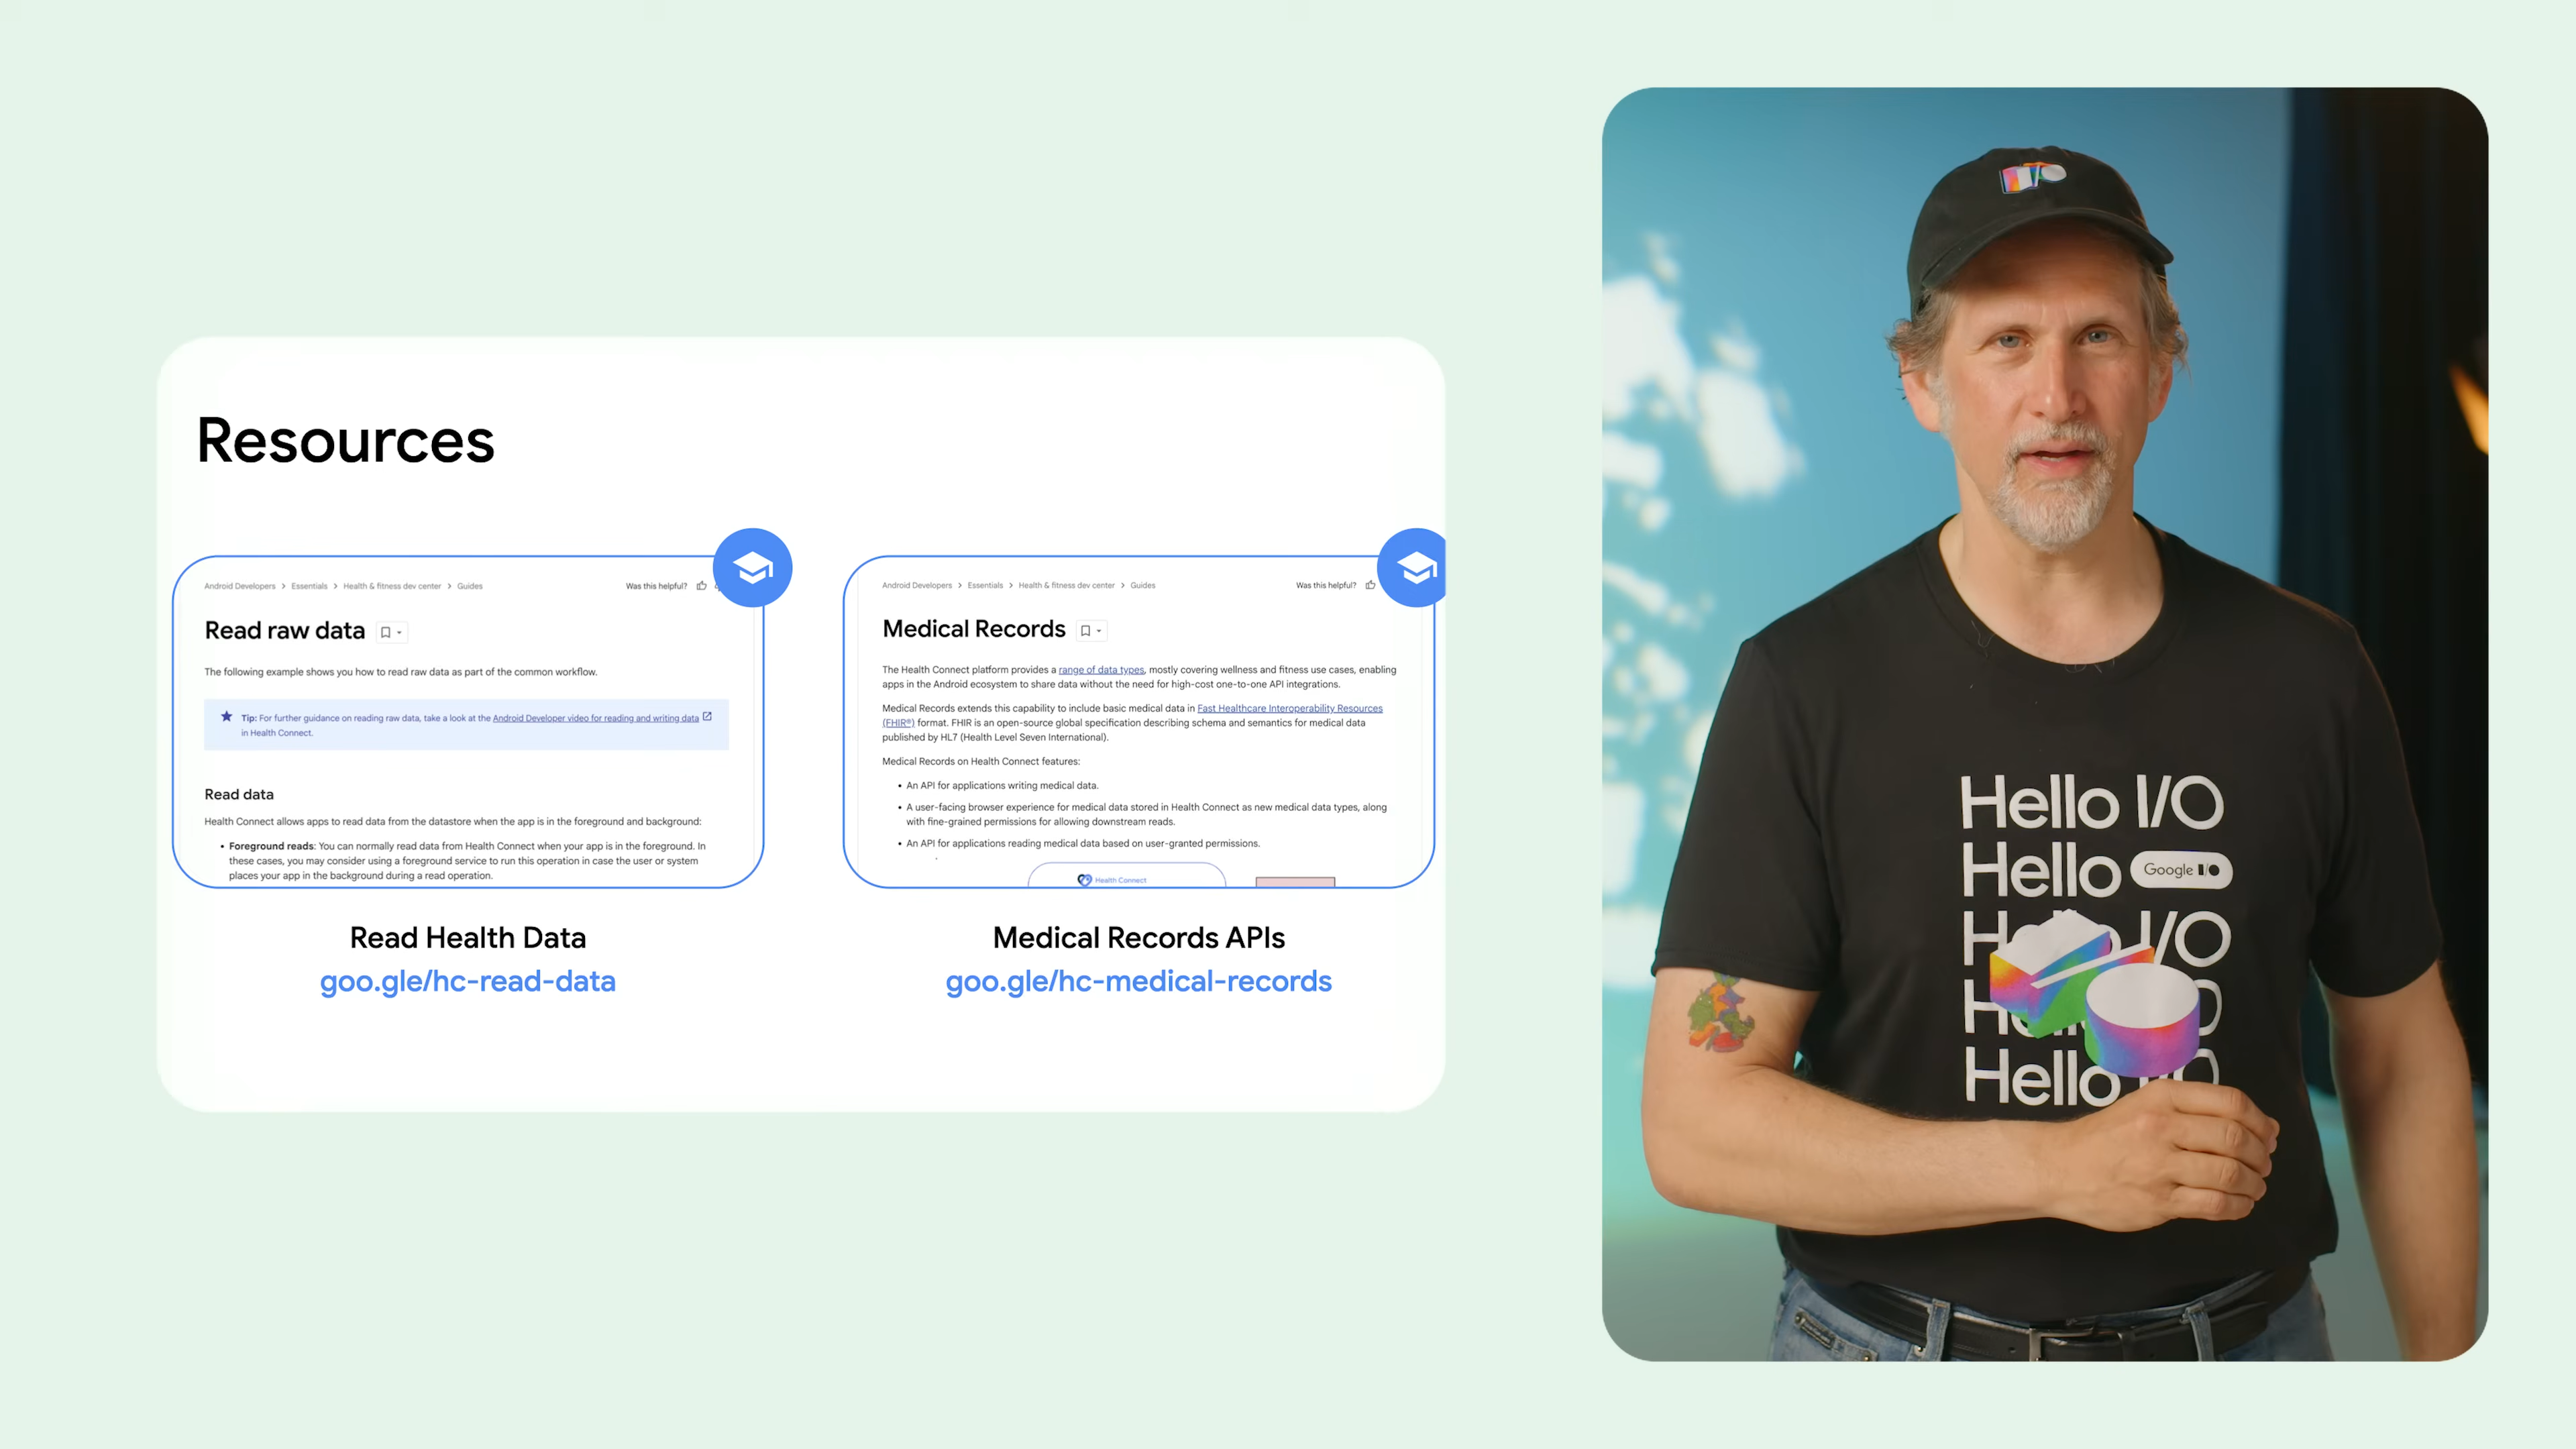 Resources
Android Developers > Essentials > Health & fitness dev center > Guides
Was this helpful?
Read raw data
The following example shows you how to read raw data as part of the common workflow.
Tip: For further guidance on reading raw data, take a look at the Android Developer video for reading and writing data
in Health Connect.
Read data
Health Connect allows apps to read data from the datastore when the app is in the foreground and background:
• Foreground reads: You can normally read data from Health Connect when your app is in the foreground. In
these cases, you may consider using a foreground service to run this operation in case the user or system
places your app in the background during a read operation.
Read Health Data
goo.gle/hc-read-data
Android Developers > Essentials > Health & fitness dev center > Guides
Was this helpful?
Medical Records
The Health Connect platform provides a range of data types, mostly covering wellness and fitness use cases, enabling
apps in the Android ecosystem to share data without the need for high-cost one-to-one API integrations.
Medical Records extends this capability to include basic medical data in Fast Healthcare Interoperability Resources
(FHIR®) format. FHIR is an open-source global specification describing schema and semantics for medical data
published by HL7 (Health Level Seven International).
Medical Records on Health Connect features:
• An API for applications writing medical data.
• A user-facing browser experience for medical data stored in Health Connect as new medical data types, along
with fine-grained permissions for allowing downstream reads.
• An API for applications reading medical data based on user-granted permissions.
Health Connect
Medical Records APIs
goo.gle/hc-medical-records
Hello I/O
Hello Google I/O
I/O
Hello